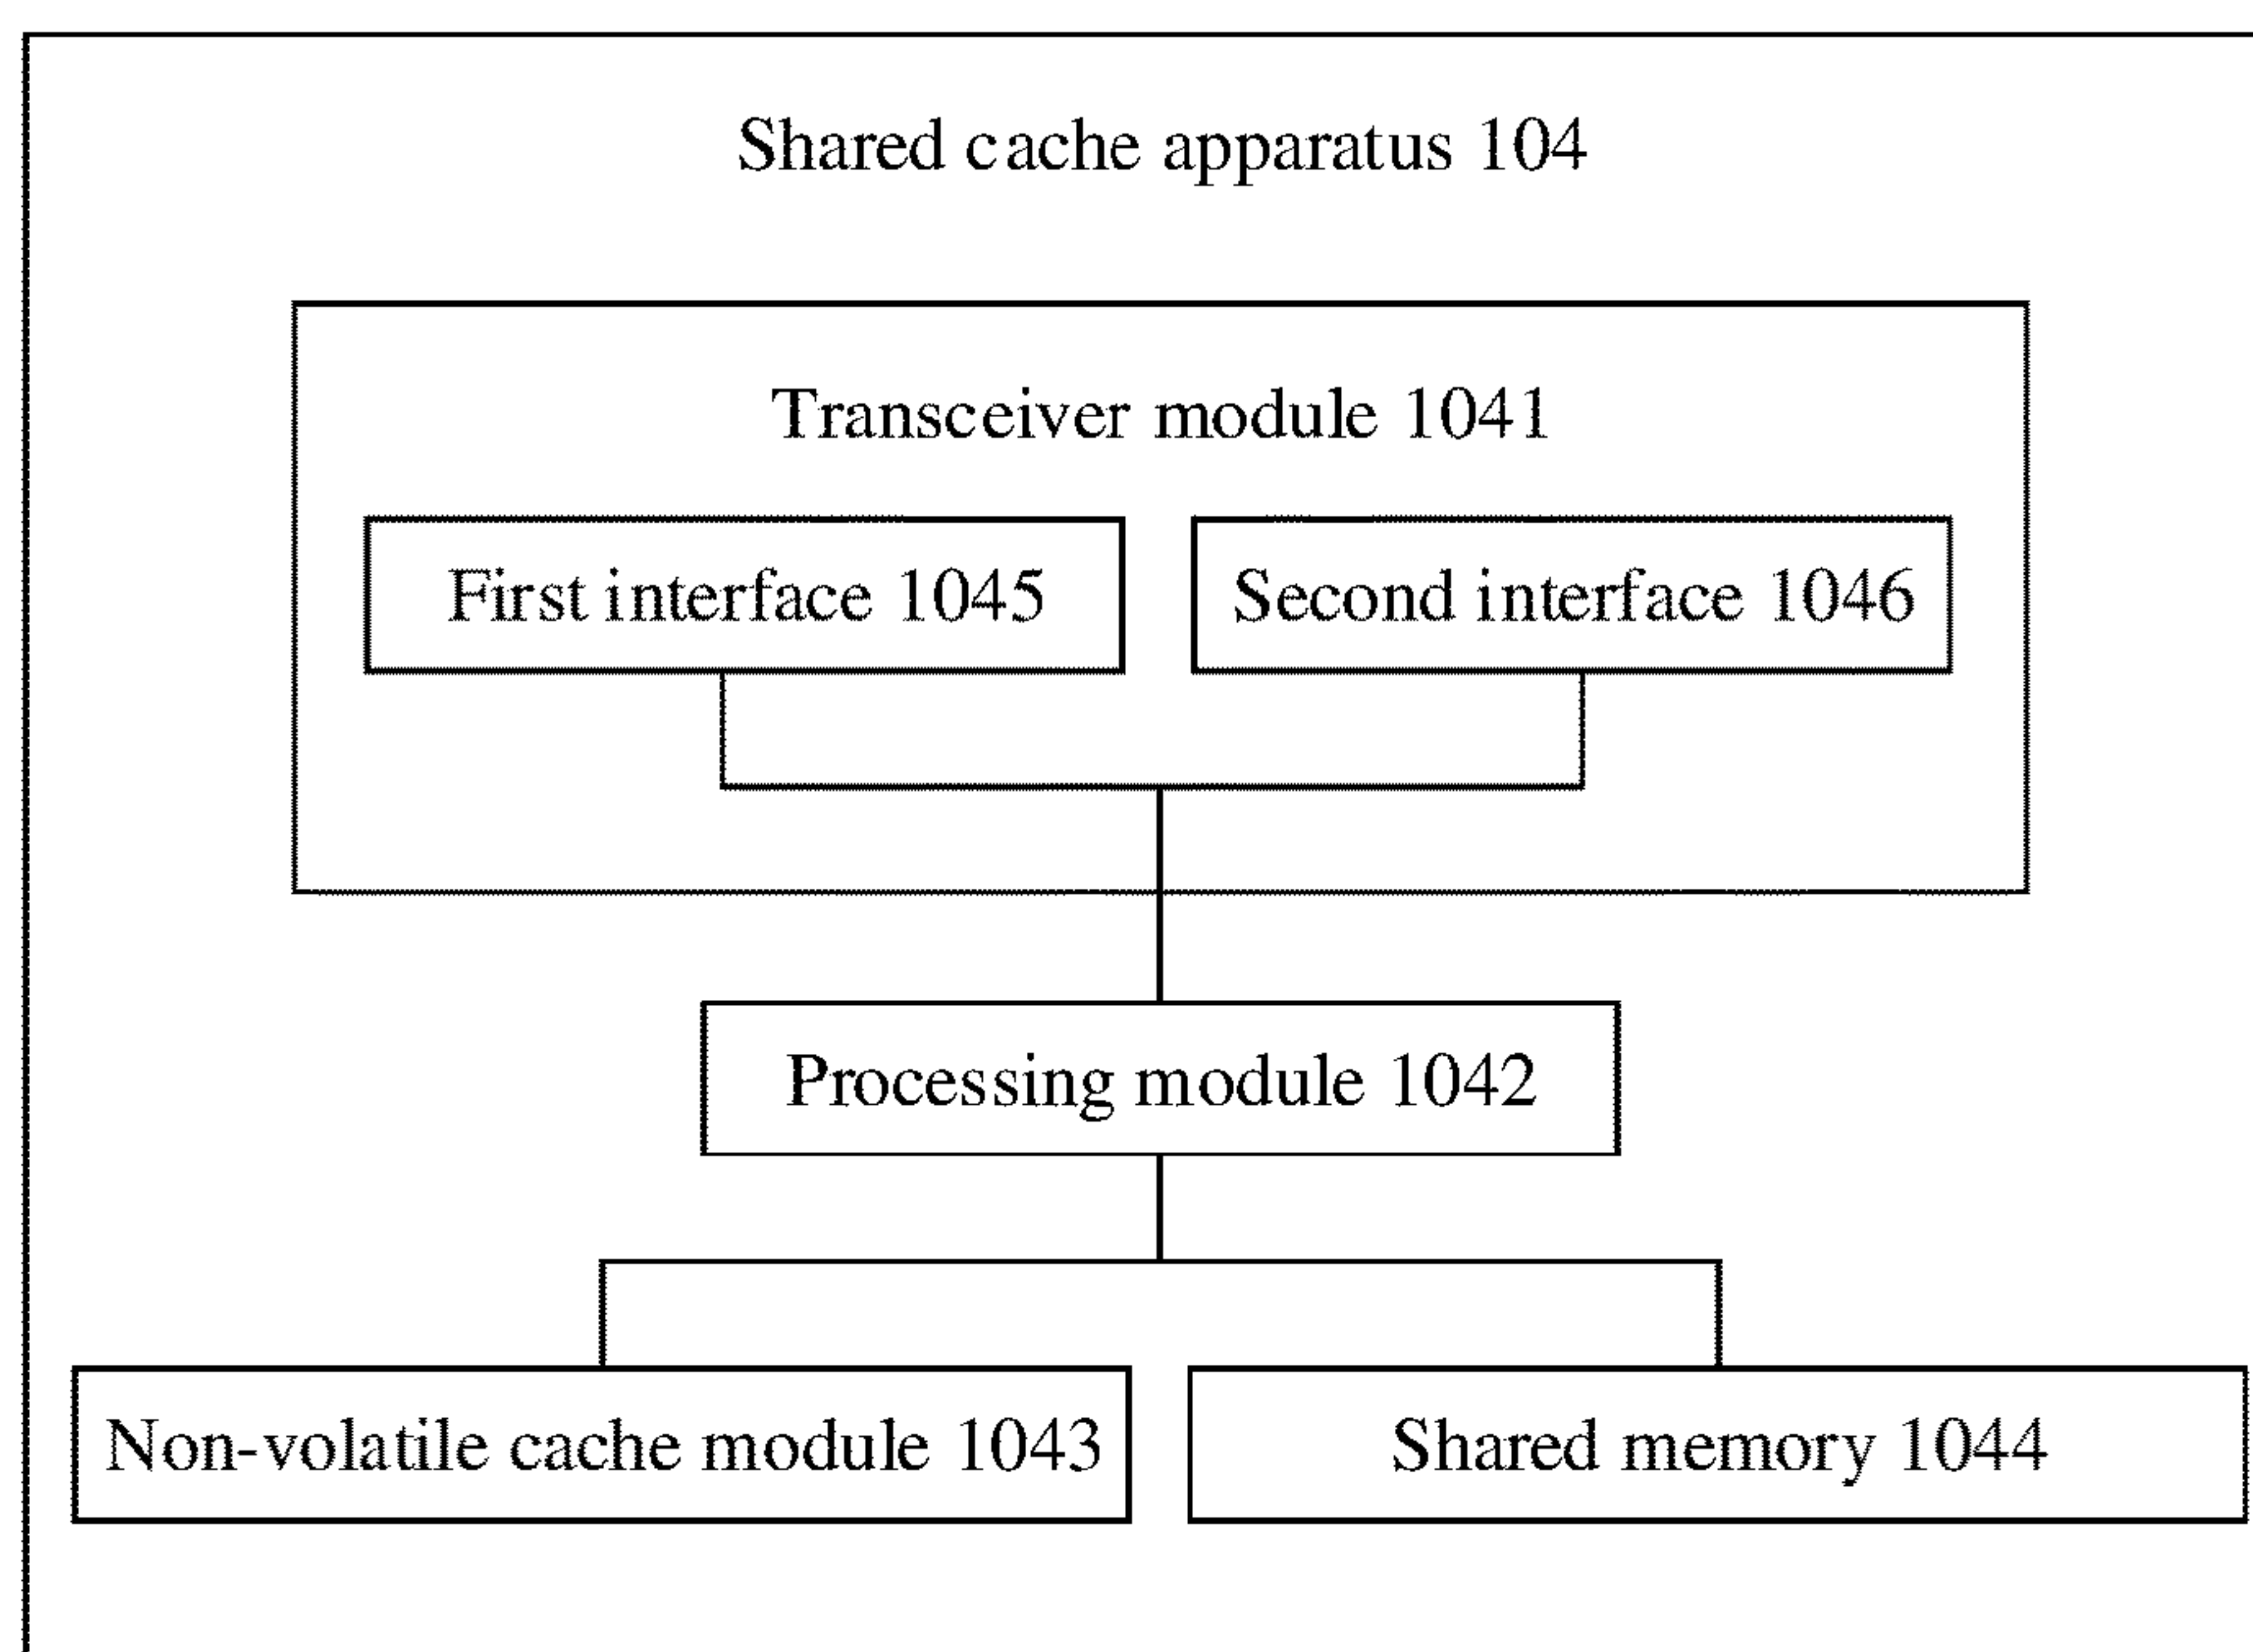 Shared cache apparatus 104
Transceiver module 1041
First interface 1045
Second interface 1046
Processing module 1042
Non-volatile cache module 1043
Shared memory 1044